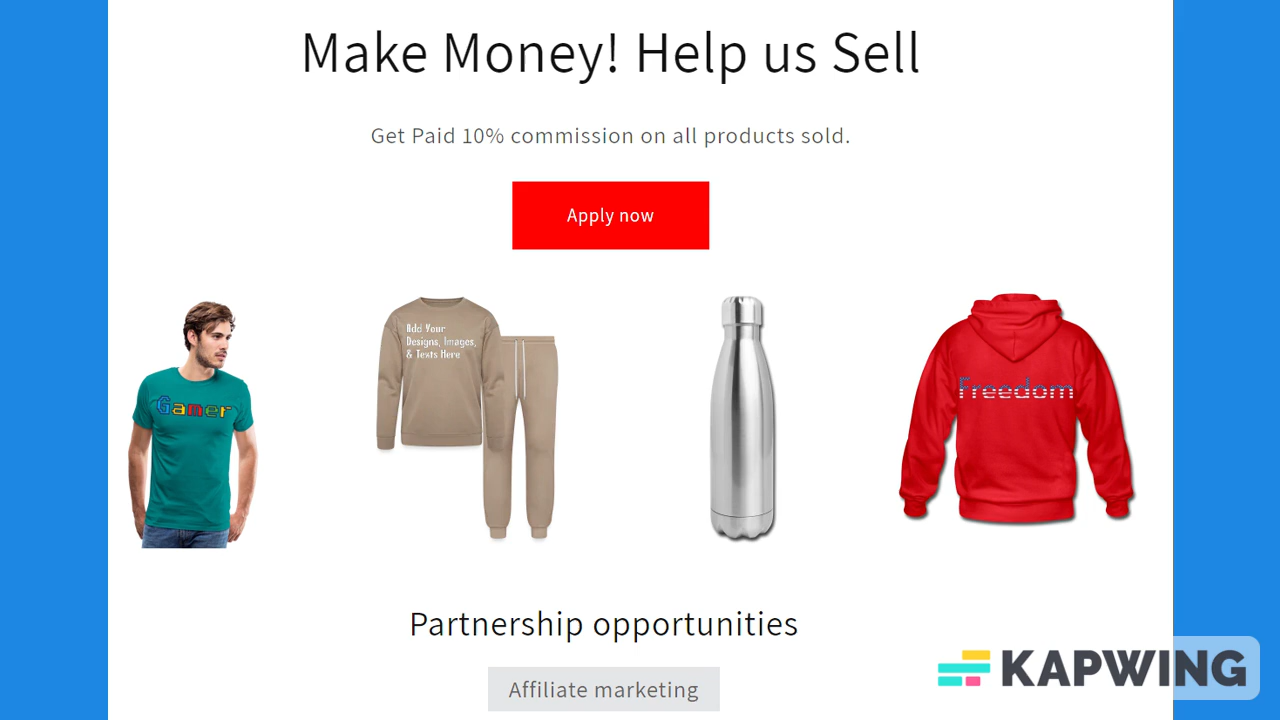 Make Money! Help us Sell
Get Paid 10% commission on all products sold.
Apply now
Gamer
Add Your
Designs, Images,
& Texts Here
Freedom
Partnership opportunities
Affiliate marketing
KAPWING